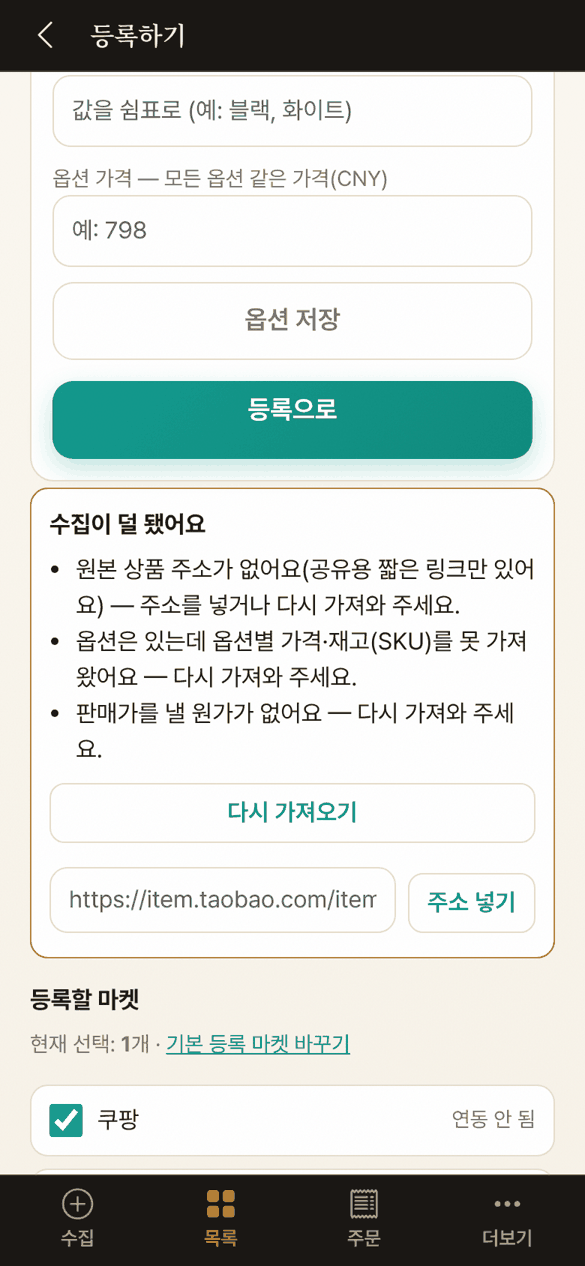 등록하기
값을 쉼표로 (예: 블랙, 화이트)
옵션 가격 — 모든 옵션 같은 가격(CNY)
예: 798
옵션 저장
등록으로
수집이 덜 됐어요
• 원본 상품 주소가 없어요(공유용 짧은 링크만 있어
요) — 주소를 넣거나 다시 가져와 주세요.
• 옵션은 있는데 옵션별 가격·재고(SKU)를 못 가져
왔어요 — 다시 가져와 주세요.
• 판매가를 낼 원가가 없어요 — 다시 가져와 주세
요.
다시 가져오기
https://item.taobao.com/item 주소 넣기
등록할 마켓
현재 선택: 1개 · 기본 등록 마켓 바꾸기
쿠팡 연동 안 됨
수집 목록 주문 더보기